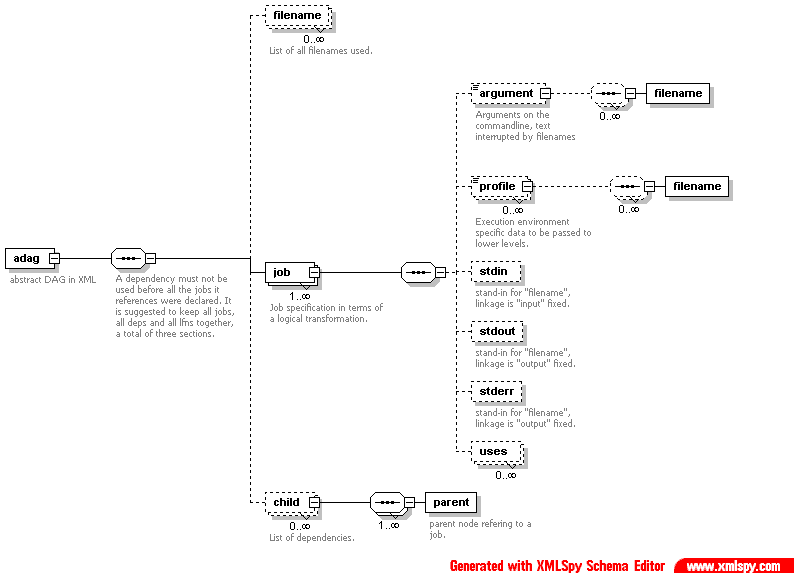 filename
0..∞
List of all filenames used.
argument
Arguments on the
commandline, text
interrupted by filenames
0..∞
filename
profile
0..∞
Execution environment
specific data to be passed to
lower levels.
0..∞
filename
adag
abstract DAG in XML
A dependency must not be
used before all the jobs it
references were declared. It
is suggested to keep all jobs,
all deps and all lfns together,
a total of three sections.
job
1..∞
Job specification in terms of
a logical transformation.
stdin
stand-in for "filename",
linkage is "input" fixed.
stdout
stand-in for "filename",
linkage is "output" fixed.
stderr
stand-in for "filename",
linkage is "output" fixed.
uses
0..∞
child
0..∞
List of dependencies.
1..∞
parent
parent node refering to a
job.
Generated with XMLSpy Schema Editor www.xmlspy.com